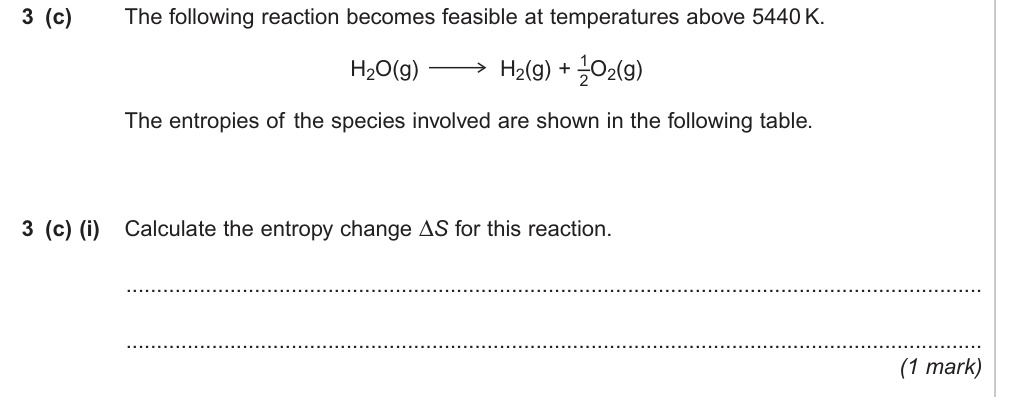 3 (c) The following reaction becomes feasible at temperatures above 5440 K.
H₂O(g) ⟶ H₂(g) + ½O₂(g)
The entropies of the species involved are shown in the following table.
3 (c) (i) Calculate the entropy change ΔS for this reaction.
(1 mark)